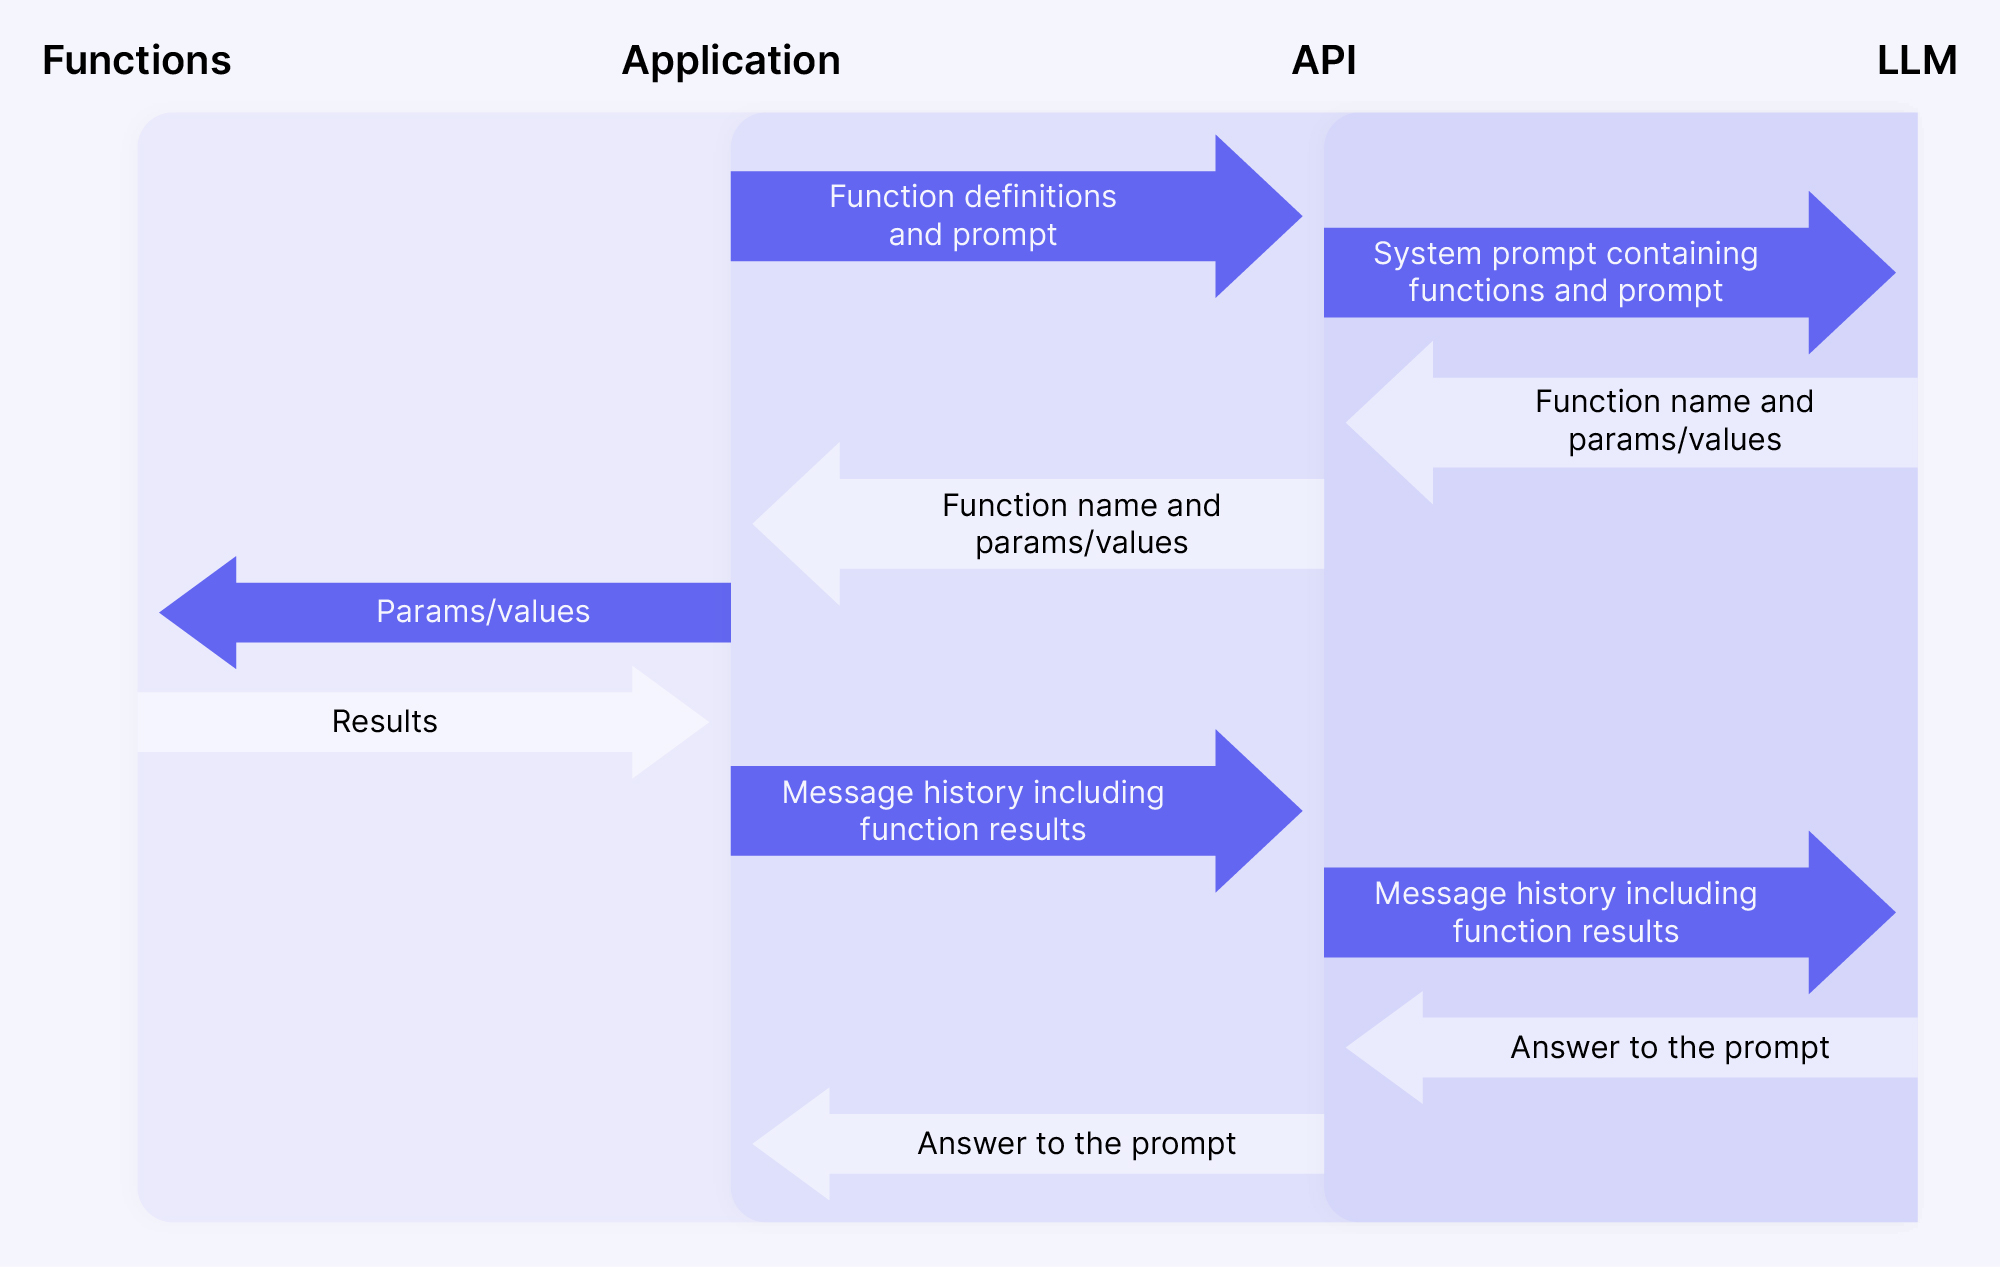 Functions
Application
API
LLM
Function definitions
and prompt
System prompt containing
functions and prompt
Function name and
params/values
Function name and
params/values
Params/values
Results
Message history including
function results
Message history including
function results
Answer to the prompt
Answer to the prompt